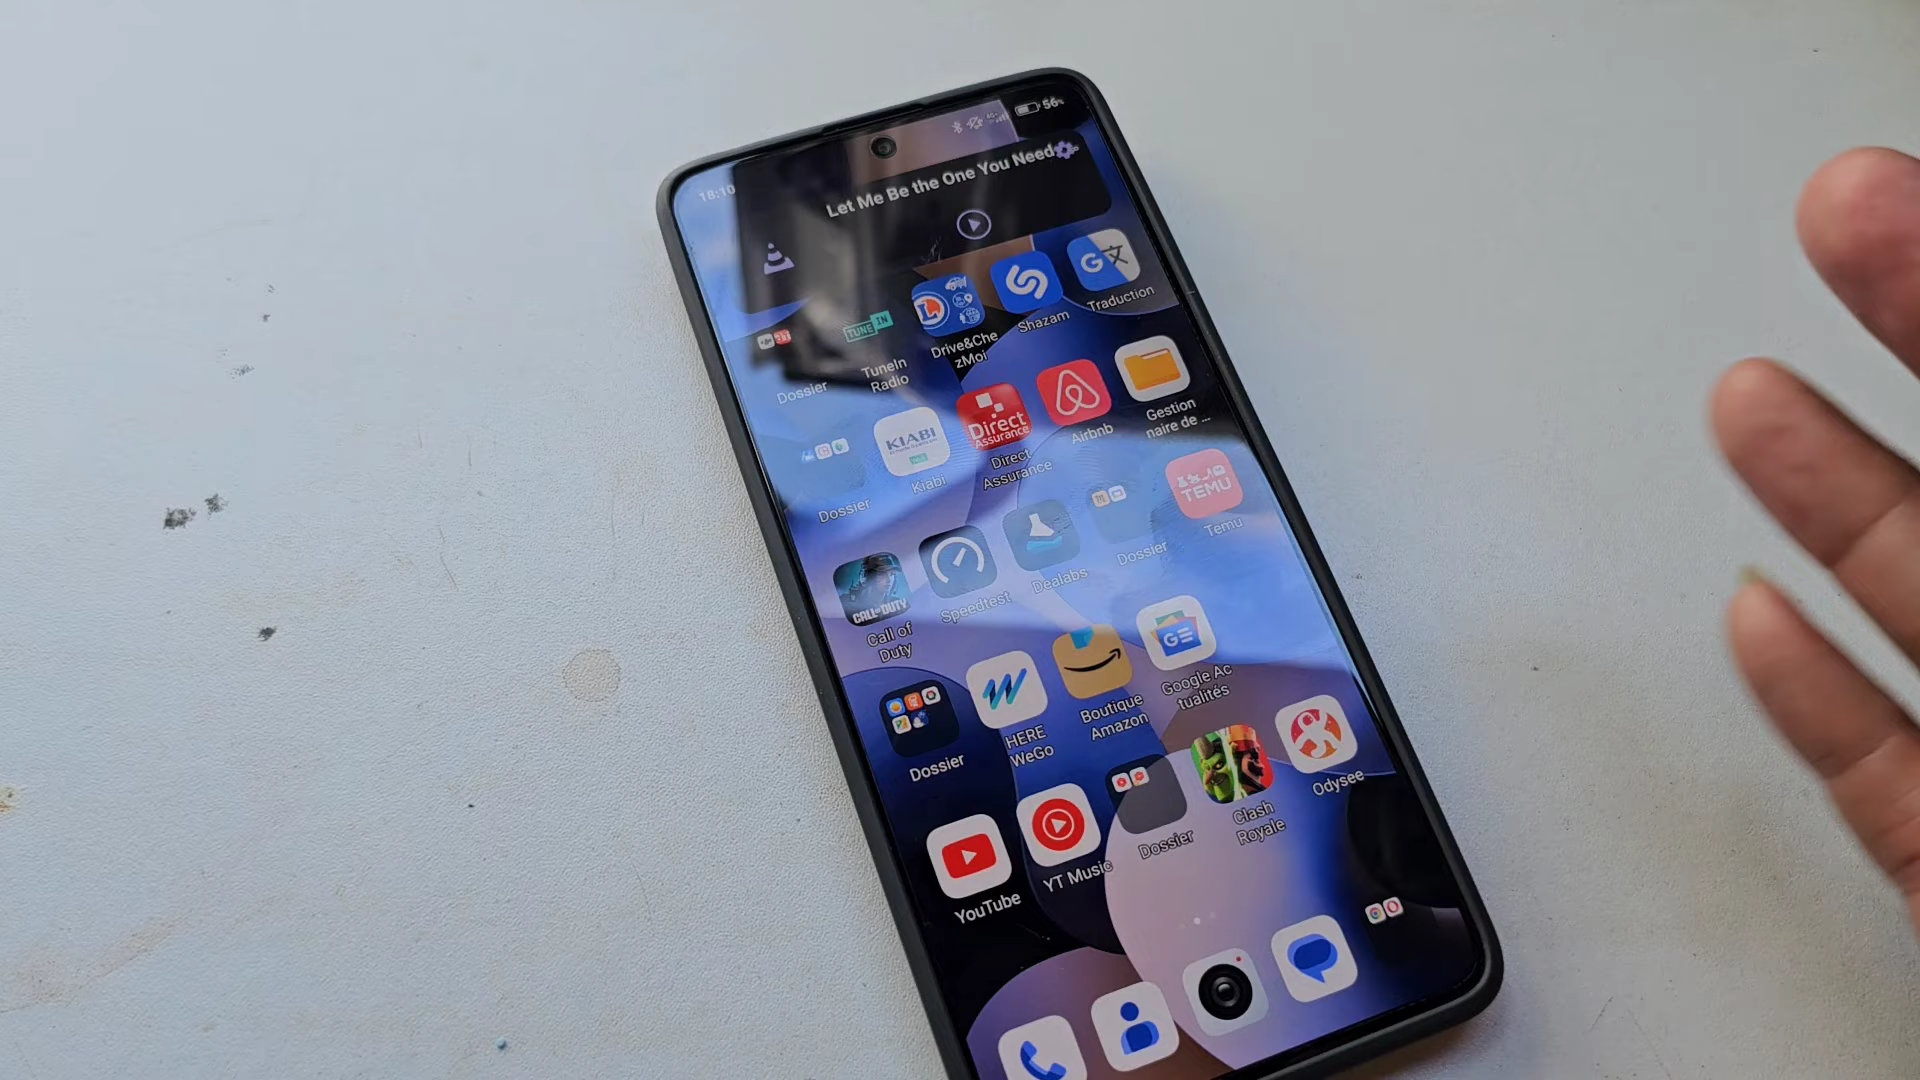 18:10
56
Let Me Be the One You Need
TUNE IN
Dossier
TuneIn
Radio
Drive&Che
zMoi
Shazam
G
Traduction
KIABI
Direct
Assurance
Dossier
Kiabi
Direct
Assurance
Airbnb
Gestion
naire de ...
TEMU
CALL OF DUTY
Call of
Duty
Speedtest
Dealabs
Dossier
Temu
Dossier
HERE
WeGo
Boutique
Amazon
Google Ac
tualités
YouTube
YT Music
Dossier
Clash
Royale
Odysee